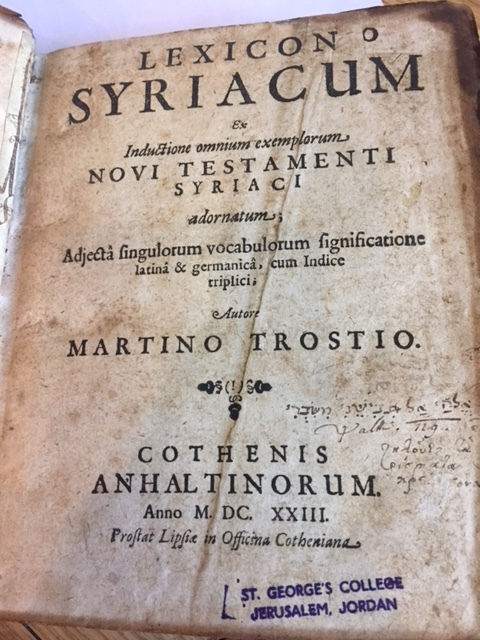 LEXICON
SYRIACUM
Ex
Inductione omnium exemplorum
NOVI TESTAMENTI
SYRIACI
adornatum;
Adjectâ singulorum vocabulorum significatione
latinâ & germanicâ, cum Indice
triplici;
Autore
MARTINO TROSTIO.
COTHENIS
ANHALTINORUM.
Anno M. DC. XXIII.
Prostat Lipsiæ in Officina Cotheniana
ST. GEORGE'S COLLEGE
JERUSALEM, JORDAN